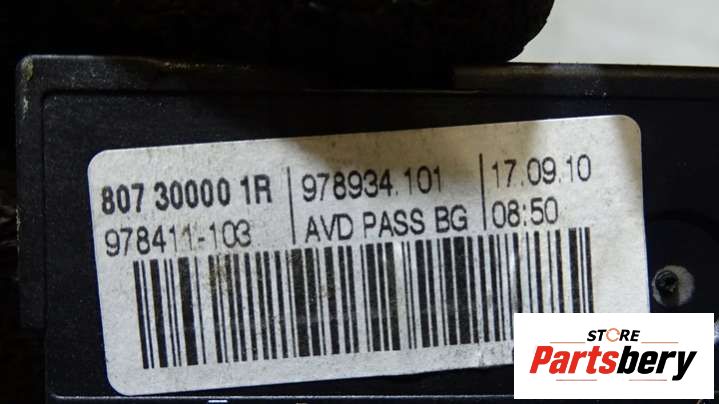 807 30000 1R 978934.101 17.09.10
978411-103 AVD PASS BG 08:50
STORE
Partsbery